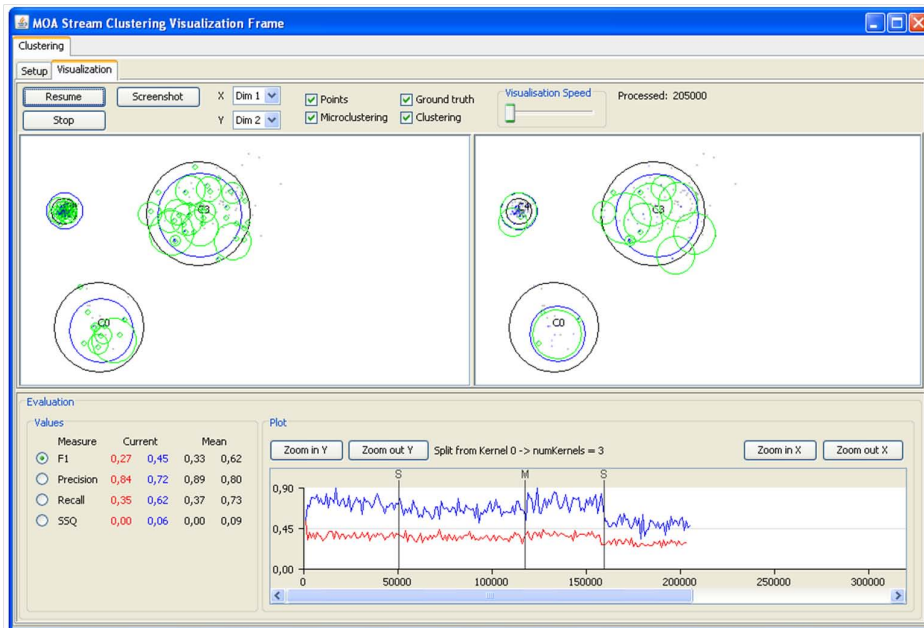 MOA Stream Clustering Visualization Frame
Clustering
Setup Visualization
Resume Screenshot X Dim 1 Points Ground truth Visualisation Speed Processed: 205000
Stop Y Dim 2 Microclustering Clustering
C3 C3
C0 C0
Evaluation
Values Plot
Measure Current Mean
F1 0,27 0,45 0,33 0,62
Precision 0,84 0,72 0,89 0,80
Recall 0,35 0,62 0,37 0,73
SSQ 0,00 0,06 0,00 0,09
Zoom in Y Zoom out Y Split from Kernel 0 -> numKernels = 3 Zoom in X Zoom out X
S M S
0,90
0,45
0,00
0 50000 100000 150000 200000 250000 300000